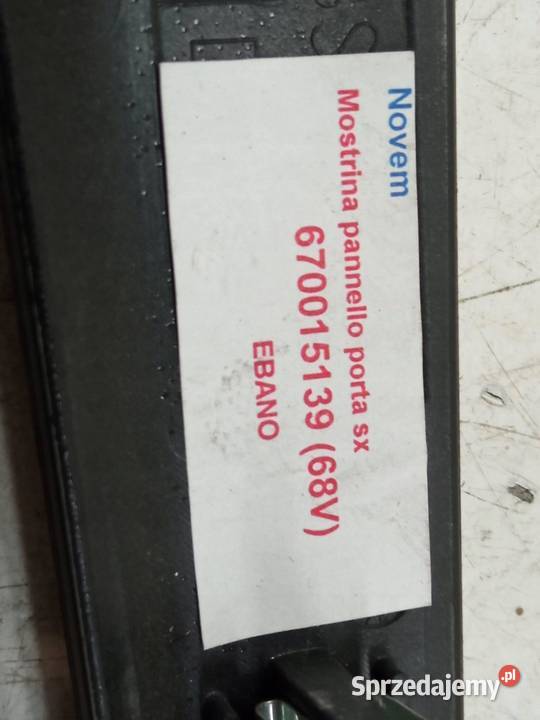 Novem
Mostrina pannello porta sx
670015139 (68V)
EBANO
Sprzedajemy.pl